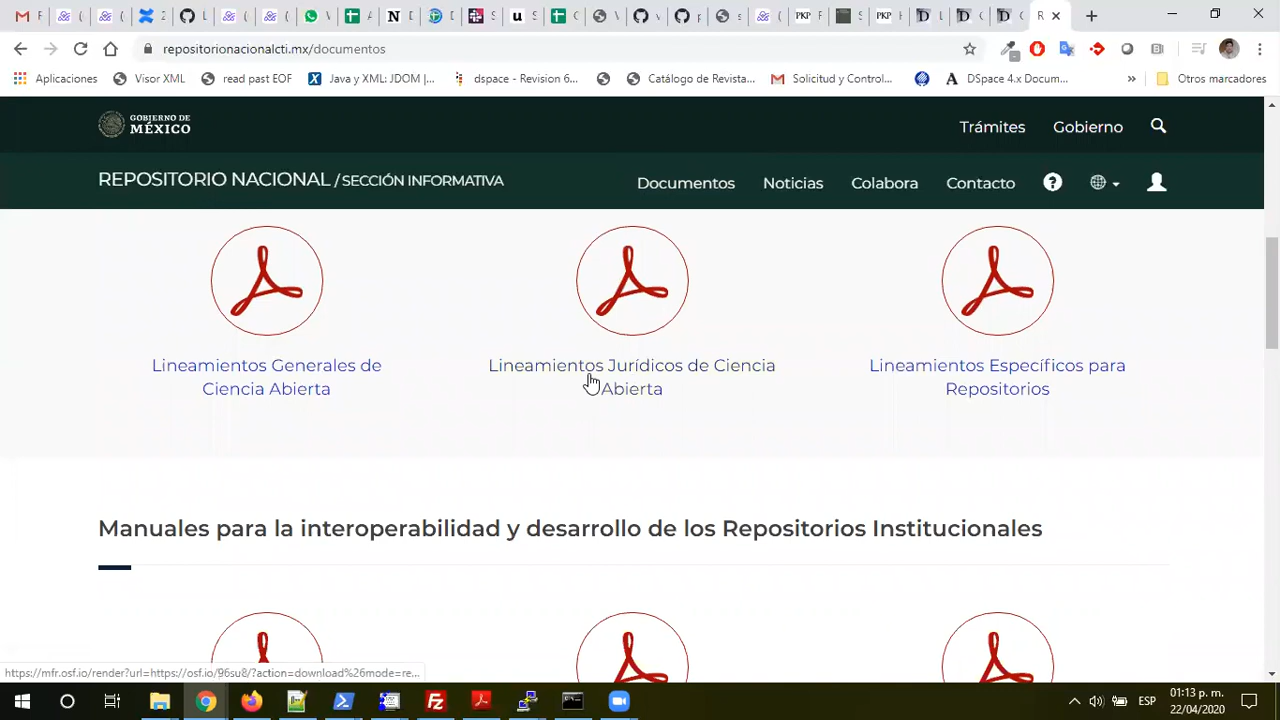 repositorionacionalcti.mx/documentos
Aplicaciones Visor XML read past EOF Java y XML: JDOM |... dspace - Revision 6... Catálogo de Revista... Solicitud y Control... DSpace 4.x Docum... » Otros marcadores
GOBIERNO DE
MÉXICO
Trámites Gobierno
REPOSITORIO NACIONAL / SECCIÓN INFORMATIVA
Documentos Noticias Colabora Contacto
Lineamientos Generales de
Ciencia Abierta
Lineamientos Jurídicos de Ciencia
Abierta
Lineamientos Específicos para
Repositorios
Manuales para la interoperabilidad y desarrollo de los Repositorios Institucionales
https://mfr.osf.io/render?url=https://osf.io/96su8/?action=download%26mode=re...
ESP
01:13 p. m.
22/04/2020